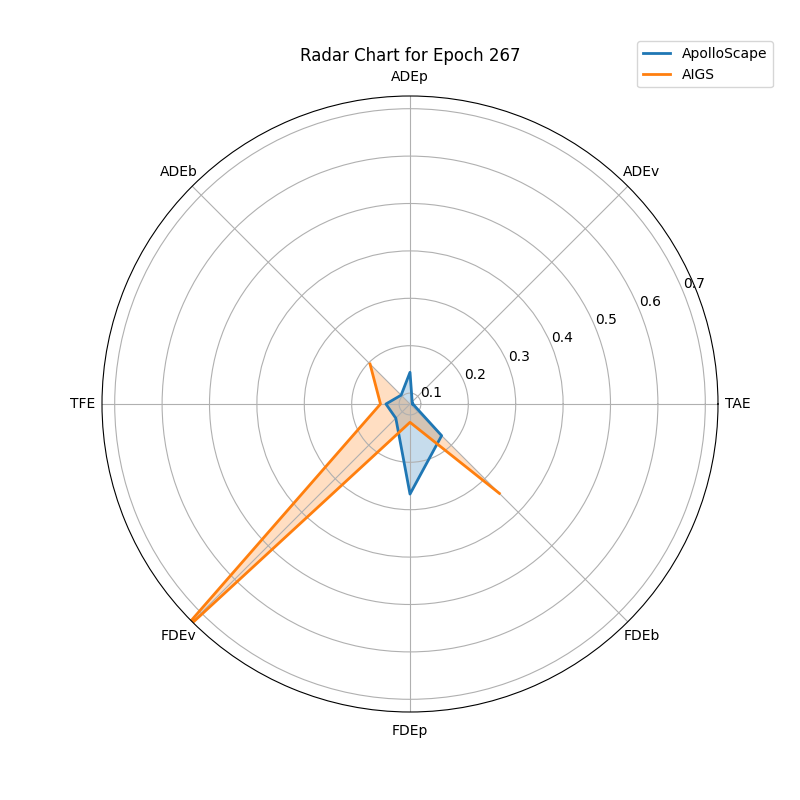 Radar Chart for Epoch 267
ApolloScape
AIGS
ADEp
ADEb
ADEv
0.7
0.6
0.5
0.4
0.3
0.2
0.1
TFE
TAE
FDEv
FDEb
FDEp